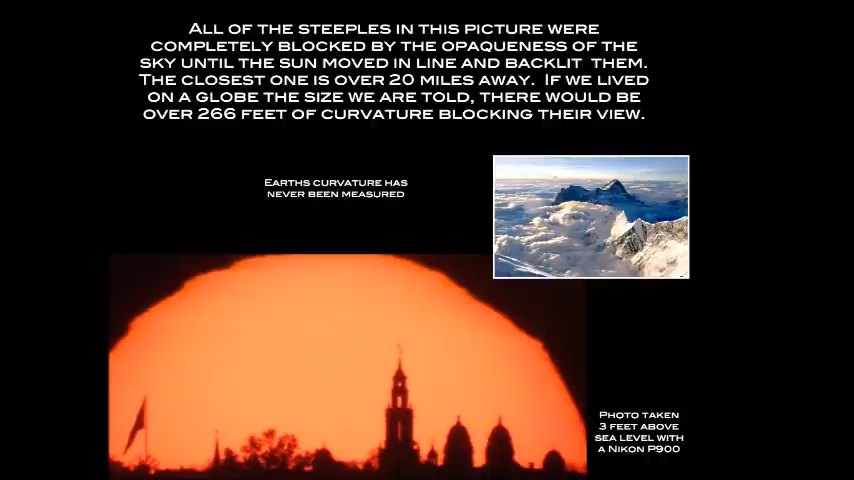 All of the steeples in this picture were
completely blocked by the opaqueness of the
sky until the sun moved in line and backlit them.
The closest one is over 20 miles away. If we lived
on a globe the size we are told, there would be
over 266 feet of curvature blocking their view.
Earths curvature has
never been measured
Photo taken
3 feet above
sea level with
a Nikon P900